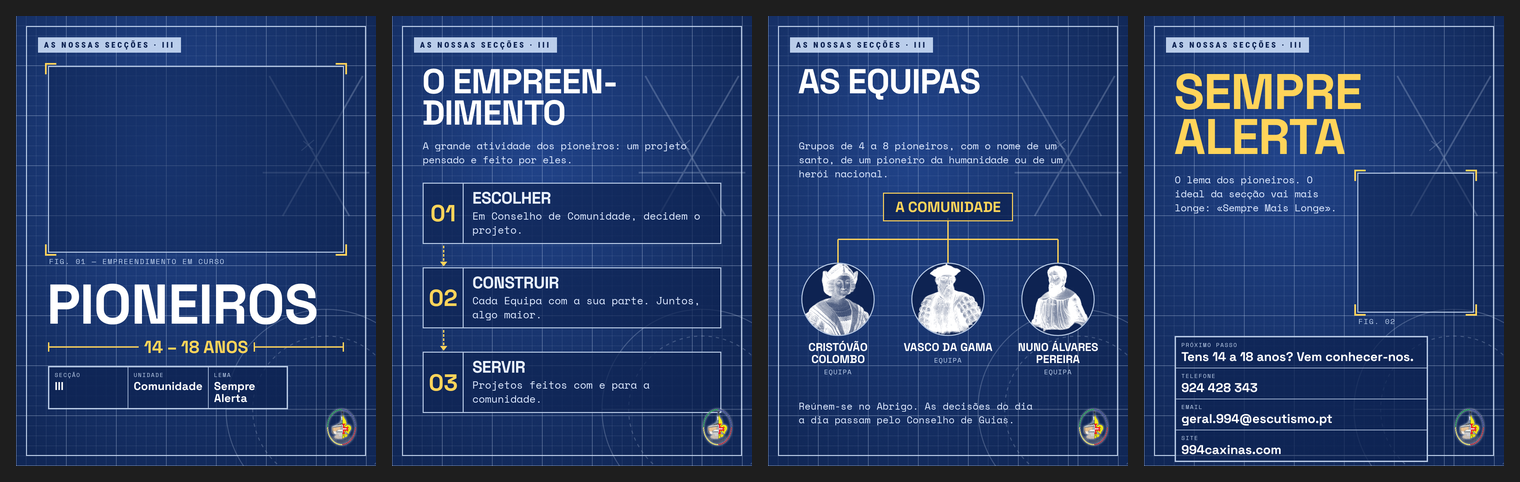 AS NOSSAS SECÇÕES · III
FIG. 01 — EMPREENDIMENTO EM CURSO
PIONEIROS
14 – 18 ANOS
SECÇÃO
III
UNIDADE
Comunidade
LEMA
Sempre
Alerta
AS NOSSAS SECÇÕES · III
O EMPREEN-
DIMENTO
A grande atividade dos pioneiros: um projeto
pensado e feito por eles.
01
ESCOLHER
Em Conselho de Comunidade, decidem o
projeto.
02
CONSTRUIR
Cada Equipa com a sua parte. Juntos,
algo maior.
03
SERVIR
Projetos feitos com e para a
comunidade.
AS NOSSAS SECÇÕES · III
AS EQUIPAS
Grupos de 4 a 8 pioneiros, com o nome de um
santo, de um pioneiro da humanidade ou de um
herói nacional.
A COMUNIDADE
CRISTÓVÃO
COLOMBO
EQUIPA
VASCO DA GAMA
EQUIPA
NUNO ÁLVARES
PEREIRA
EQUIPA
Reúnem-se no Abrigo. As decisões do dia
a dia passam pelo Conselho de Guias.
AS NOSSAS SECÇÕES · III
SEMPRE
ALERTA
O lema dos pioneiros. O
ideal da secção vai mais
longe: «Sempre Mais Longe».
FIG. 02
PRÓXIMO PASSO
Tens 14 a 18 anos? Vem conhecer-nos.
TELEFONE
924 428 343
EMAIL
geral.994@escutismo.pt
SITE
994caxinas.com